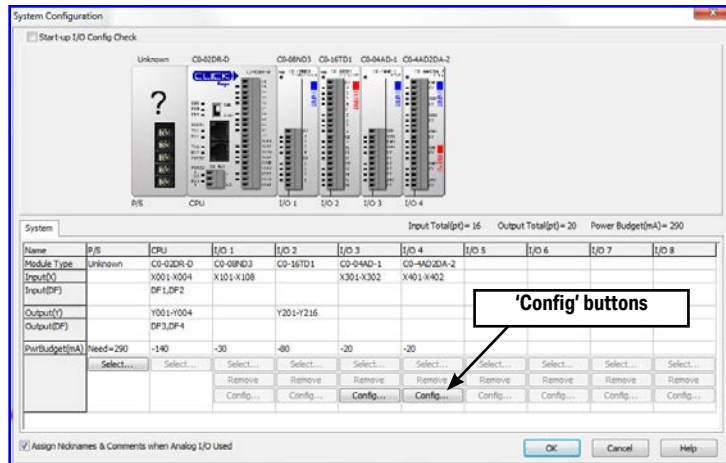 System Configuration
Start-up I/O Config Check
Unknown C0-02DR-D C0-08ND3 C0-16TD1 C0-04AD-1 C0-4AD2DA-2
CLICK
?
P/S CPU I/O 1 I/O 2 I/O 3 I/O 4
System Input Total(pt)= 16 Output Total(pt)= 20 Power Budget(mA)= 290
Name P/S CPU I/O 1 I/O 2 I/O 3 I/O 4 I/O 5 I/O 6 I/O 7 I/O 8
Module Type Unknown C0-02DR-D C0-08ND3 C0-16TD1 C0-04AD-1 C0-4AD2DA-2
Input(X) X001-X004 X101-X108 X301-X302 X401-X402
Input(DF) DF1,DF2
'Config' buttons
Output(Y) Y001-Y004 Y201-Y216
Output(DF) DF3,DF4
PwrBudget(mA) Need=290 -140 -30 -80 -20 -20
Select... Select... Select... Select... Select... Select... Select... Select... Select... Select...
Remove Remove Remove Remove Remove Remove Remove Remove
Config... Config... Config... Config... Config... Config... Config... Config...
Assign Nicknames & Comments when Analog I/O Used OK Cancel Help